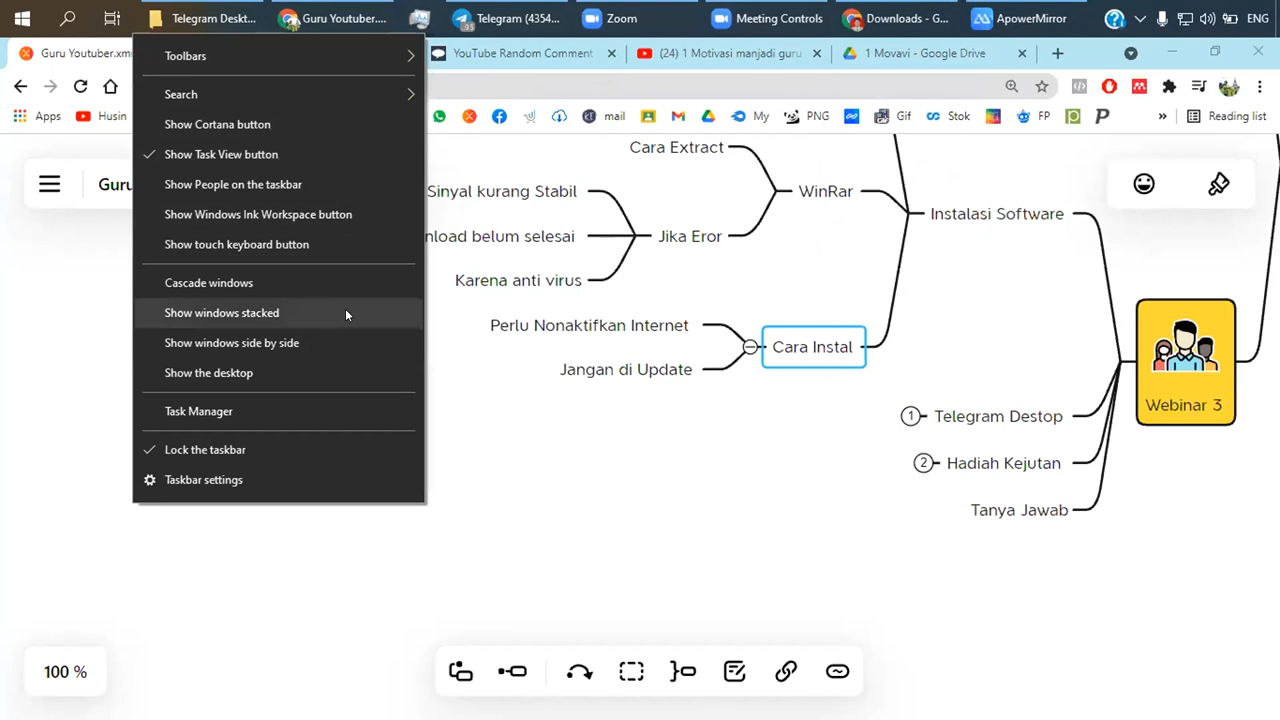 Telegram Deskt...
Guru Youtuber....
Telegram (4354...
95
Zoom
Meeting Controls
Downloads - G...
ApowerMirror
ENG
Guru Youtuber.xm
YouTube Random Comment
(24) 1 Motivasi manjadi guru
1 Movavi - Google Drive
Apps
Husin
mail
My
PNG
Gif
Stok
FP
Reading list
Toolbars
Search
Show Cortana button
Show Task View button
Show People on the taskbar
Show Windows Ink Workspace button
Show touch keyboard button
Cascade windows
Show windows stacked
Show windows side by side
Show the desktop
Task Manager
Lock the taskbar
Taskbar settings
Guru
Cara Extract
Sinyal kurang Stabil
WinRar
Instalasi Software
nload belum selesai
Jika Eror
Karena anti virus
Perlu Nonaktifkan Internet
Cara Instal
Jangan di Update
Webinar 3
1 Telegram Destop
2 Hadiah Kejutan
Tanya Jawab
100 %